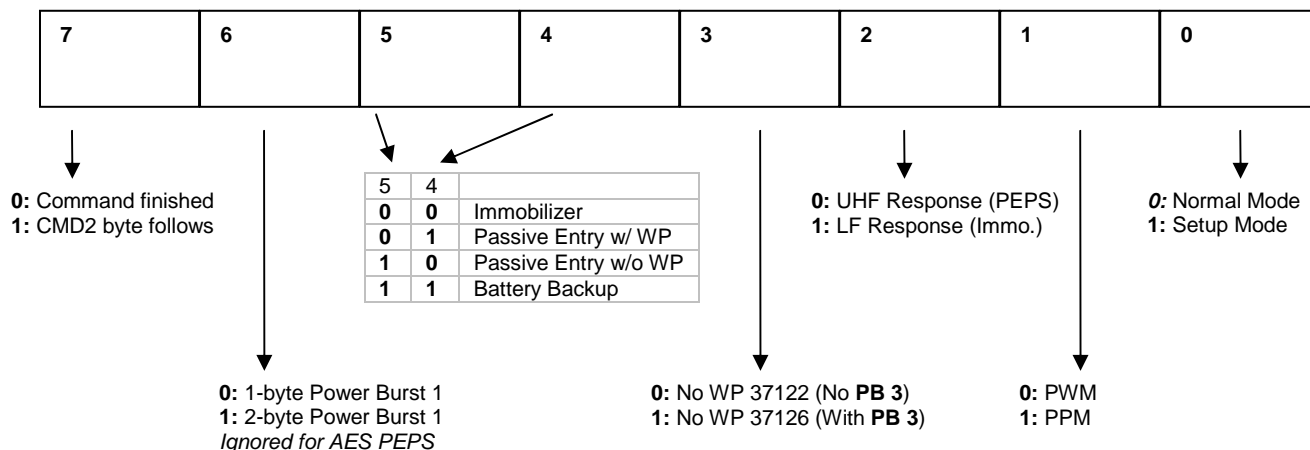 7 6 5 4 3 2 1 0
0: Command finished
1: CMD2 byte follows
5 4
0 0 Immobilizer
0 1 Passive Entry w/ WP
1 0 Passive Entry w/o WP
1 1 Battery Backup
0: UHF Response (PEPS)
1: LF Response (Immo.)
0: Normal Mode
1: Setup Mode
0: 1-byte Power Burst 1
1: 2-byte Power Burst 1
Ignored for AES PEPS
0: No WP 37122 (No PB 3)
1: No WP 37126 (With PB 3)
0: PWM
1: PPM